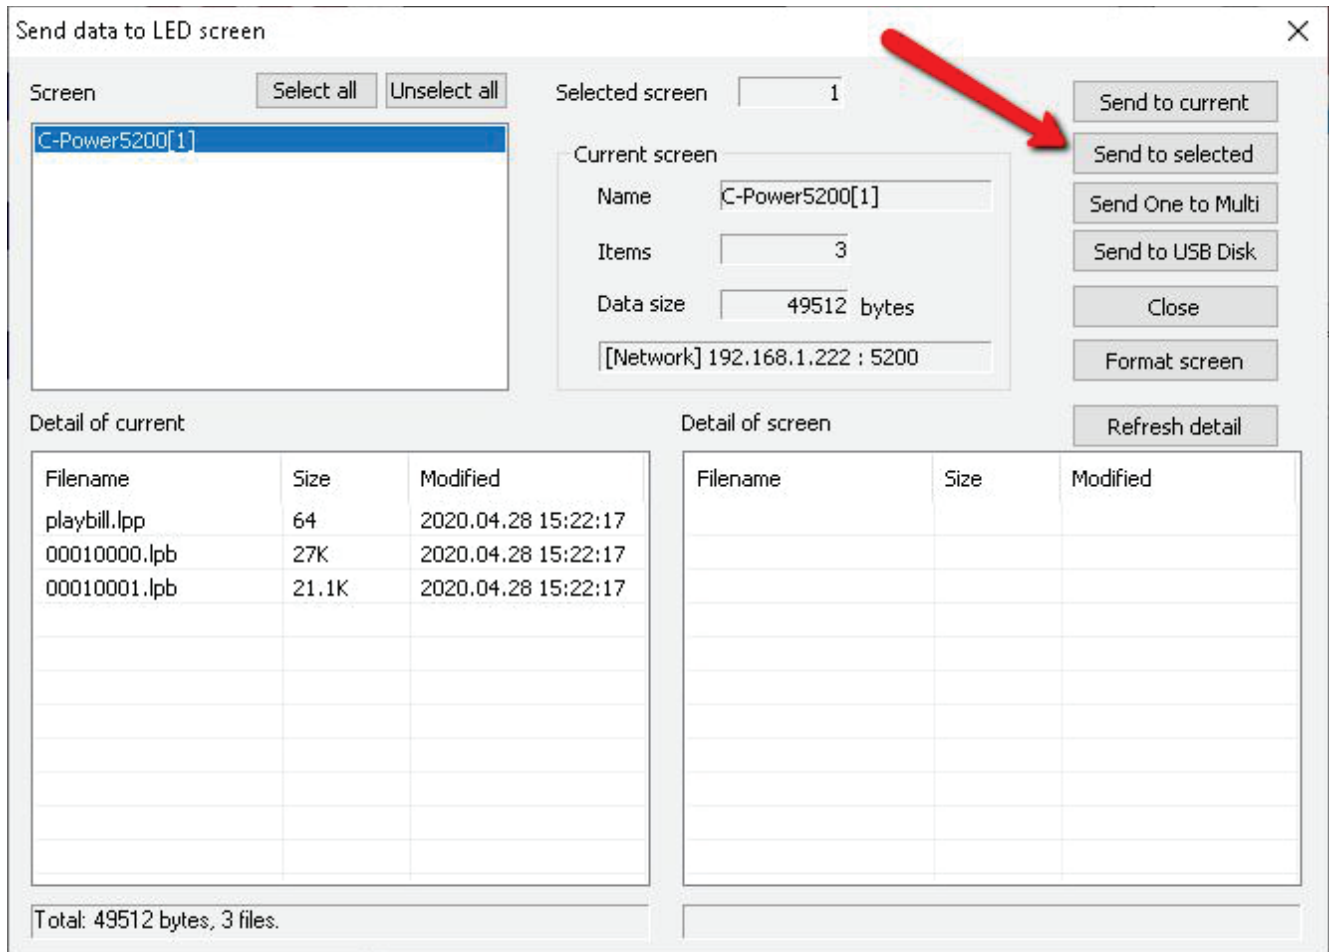 Send data to LED screen
Screen
Select all
Unselect all
Selected screen 1
Send to current
C-Power5200[1]
Send to selected
Current screen
Name C-Power5200[1]
Send One to Multi
Items 3
Send to USB Disk
Data size 49512 bytes
Close
[Network] 192.168.1.222 : 5200
Format screen
Detail of current
Detail of screen
Refresh detail
Filename Size Modified
playbill.lpp 64 2020.04.28 15:22:17
00010000.lpb 27K 2020.04.28 15:22:17
00010001.lpb 21.1K 2020.04.28 15:22:17
Filename Size Modified
Total: 49512 bytes, 3 files.